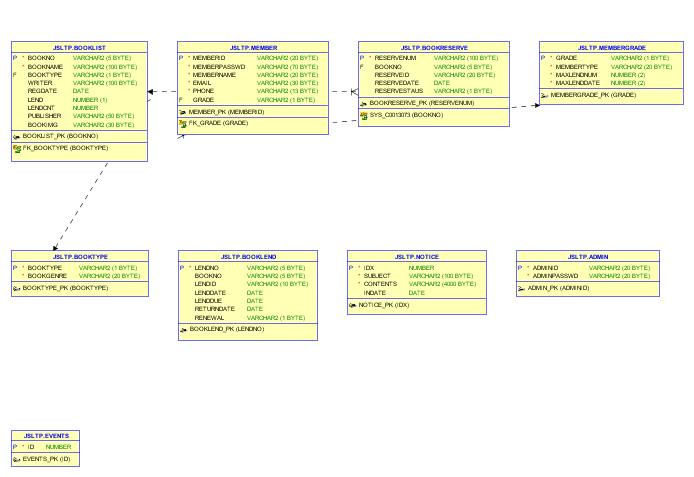 JSLTP.BOOKLIST
P * BOOKNO VARCHAR2 (5 BYTE)
* BOOKNAME VARCHAR2 (100 BYTE)
F * BOOKTYPE VARCHAR2 (1 BYTE)
* WRITER VARCHAR2 (100 BYTE)
REGDATE DATE
LEND NUMBER (1)
LENDCNT NUMBER
PUBLISHER VARCHAR2 (50 BYTE)
BOOKIMG VARCHAR2 (30 BYTE)
BOOKLIST_PK (BOOKNO)
FK_BOOKTYPE (BOOKTYPE)
JSLTP.MEMBER
P * MEMBERID VARCHAR2 (20 BYTE)
* MEMBERPASSWD VARCHAR2 (70 BYTE)
* MEMBERNAME VARCHAR2 (20 BYTE)
* EMAIL VARCHAR2 (30 BYTE)
* PHONE VARCHAR2 (13 BYTE)
F GRADE VARCHAR2 (1 BYTE)
MEMBER_PK (MEMBERID)
FK_GRADE (GRADE)
JSLTP.BOOKRESERVE
P * RESERVENUM VARCHAR2 (100 BYTE)
F BOOKNO VARCHAR2 (5 BYTE)
RESERVEID VARCHAR2 (20 BYTE)
RESERVEDATE DATE
RESERVESTAUS VARCHAR2 (1 BYTE)
BOOKRESERVE_PK (RESERVENUM)
SYS_C0013073 (BOOKNO)
JSLTP.MEMBERGRADE
P * GRADE VARCHAR2 (1 BYTE)
* MEMBERTYPE VARCHAR2 (20 BYTE)
* MAXLENDNUM NUMBER (2)
* MAXLENDDATE NUMBER (2)
MEMBERGRADE_PK (GRADE)
JSLTP.BOOKTYPE
P * BOOKTYPE VARCHAR2 (1 BYTE)
* BOOKGENRE VARCHAR2 (20 BYTE)
BOOKTYPE_PK (BOOKTYPE)
JSLTP.BOOKLEND
P * LENDNO VARCHAR2 (5 BYTE)
BOOKNO VARCHAR2 (5 BYTE)
LENDID VARCHAR2 (10 BYTE)
LENDDATE DATE
LENDDUE DATE
RETURNDATE DATE
RENEWAL VARCHAR2 (1 BYTE)
BOOKLEND_PK (LENDNO)
JSLTP.NOTICE
P * IDX NUMBER
* SUBJECT VARCHAR2 (100 BYTE)
* CONTENTS VARCHAR2 (4000 BYTE)
INDATE DATE
NOTICE_PK (IDX)
JSLTP.ADMIN
P * ADMINID VARCHAR2 (20 BYTE)
* ADMINPASSWD VARCHAR2 (20 BYTE)
ADMIN_PK (ADMINID)
JSLTP.EVENTS
P * ID NUMBER
EVENTS_PK (ID)